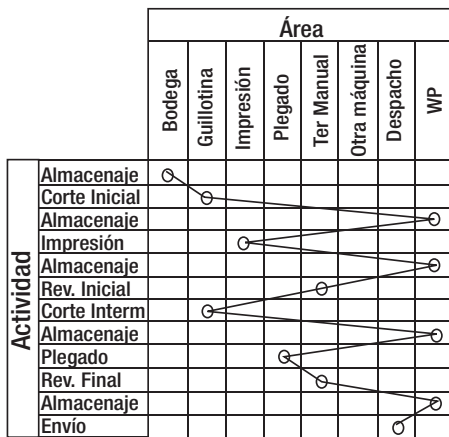 Área
Bodega
Guillotina
Impresión
Plegado
Ter Manual
Otra máquina
Despacho
WP
Actividad
Almacenaje
Corte Inicial
Almacenaje
Impresión
Almacenaje
Rev. Inicial
Corte Interm
Almacenaje
Plegado
Rev. Final
Almacenaje
Envío